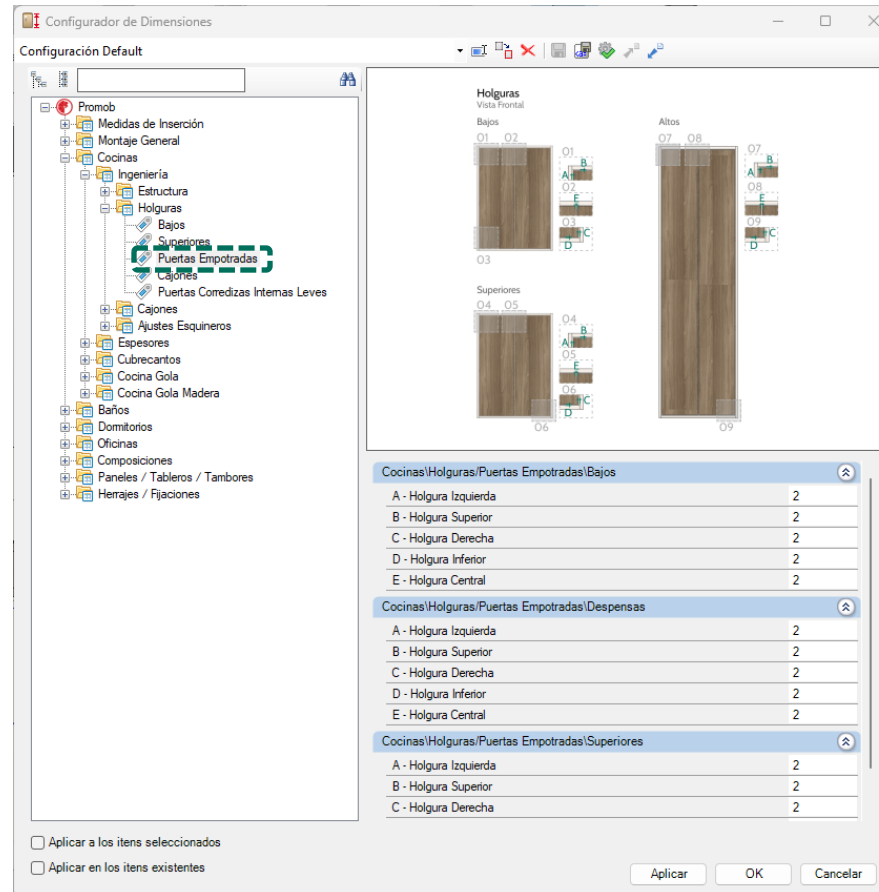 Configurador de Dimensiones
Configuración Default
Promob
Medidas de Inserción
Montaje General
Cocinas
Ingeniería
Estructura
Holguras
Bajos
Superiores
Puertas Empotradas
Cajones
Puertas Corredizas Internas Leves
Cajones
Ajustes Esquineros
Espesores
Cubrecantos
Cocina Gola
Cocina Gola Madera
Baños
Dormitorios
Oficinas
Composiciones
Paneles / Tableros / Tambores
Herrajes / Fijaciones
Holguras
Vista Frontal
Bajos
O1 O2
O1
B
A
O2
E
O3
C
D
O3
Superiores
O4 O5
O4
B
A
O5
E
O6
C
D
O6
Altos
O7 O8
O7
B
A
O8
E
O9
C
D
O9
Cocinas\Holguras/Puertas Empotradas\Bajos
A - Holgura Izquierda 2
B - Holgura Superior 2
C - Holgura Derecha 2
D - Holgura Inferior 2
E - Holgura Central 2
Cocinas\Holguras/Puertas Empotradas\Despensas
A - Holgura Izquierda 2
B - Holgura Superior 2
C - Holgura Derecha 2
D - Holgura Inferior 2
E - Holgura Central 2
Cocinas\Holguras/Puertas Empotradas\Superiores
A - Holgura Izquierda 2
B - Holgura Superior 2
C - Holgura Derecha 2
Aplicar a los itens seleccionados
Aplicar en los itens existentes
Aplicar OK Cancelar